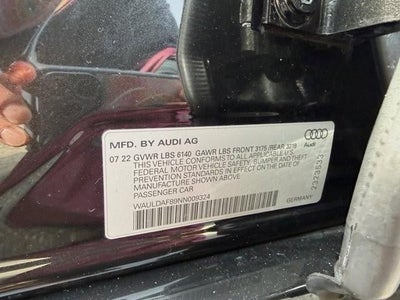 MFD. BY AUDI AG
07 22 GVWR LBS 6140 GAWR LBS FRONT 3175 /REAR 3219
THIS VEHICLE CONFORMS TO ALL APPLICABLE U.S.
FEDERAL MOTOR VEHICLE SAFETY, BUMPER AND THEFT
PREVENTION STANDARDS IN EFFECT ON THE DATE OF
MANUFACTURE SHOWN ABOVE.
PASSENGER CAR
WAULDAF89NN009324
GERMANY
Audi